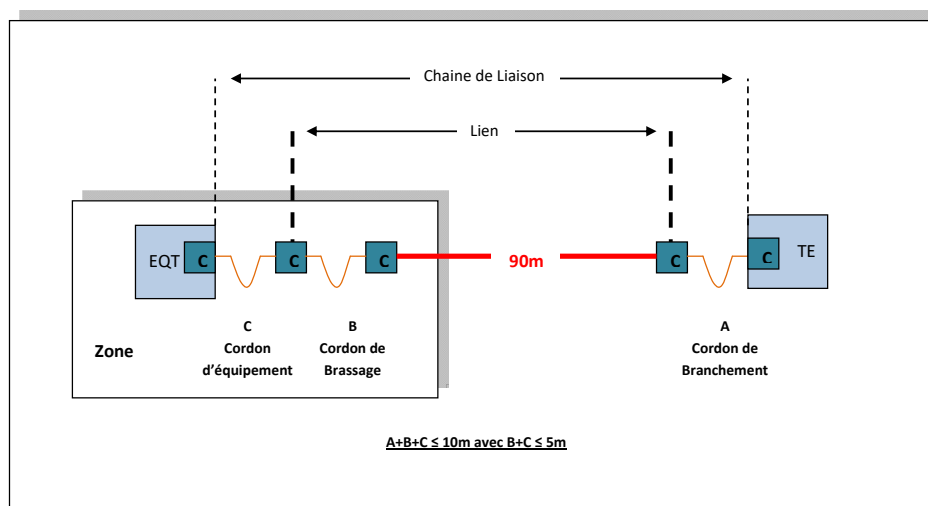 Chaine de Liaison
Lien
EQT
C
C
C
90m
C
C
TE
C
Cordon
d'équipement
B
Cordon de
Brassage
A
Cordon de
Branchement
Zone
A+B+C ≤ 10m avec B+C ≤ 5m